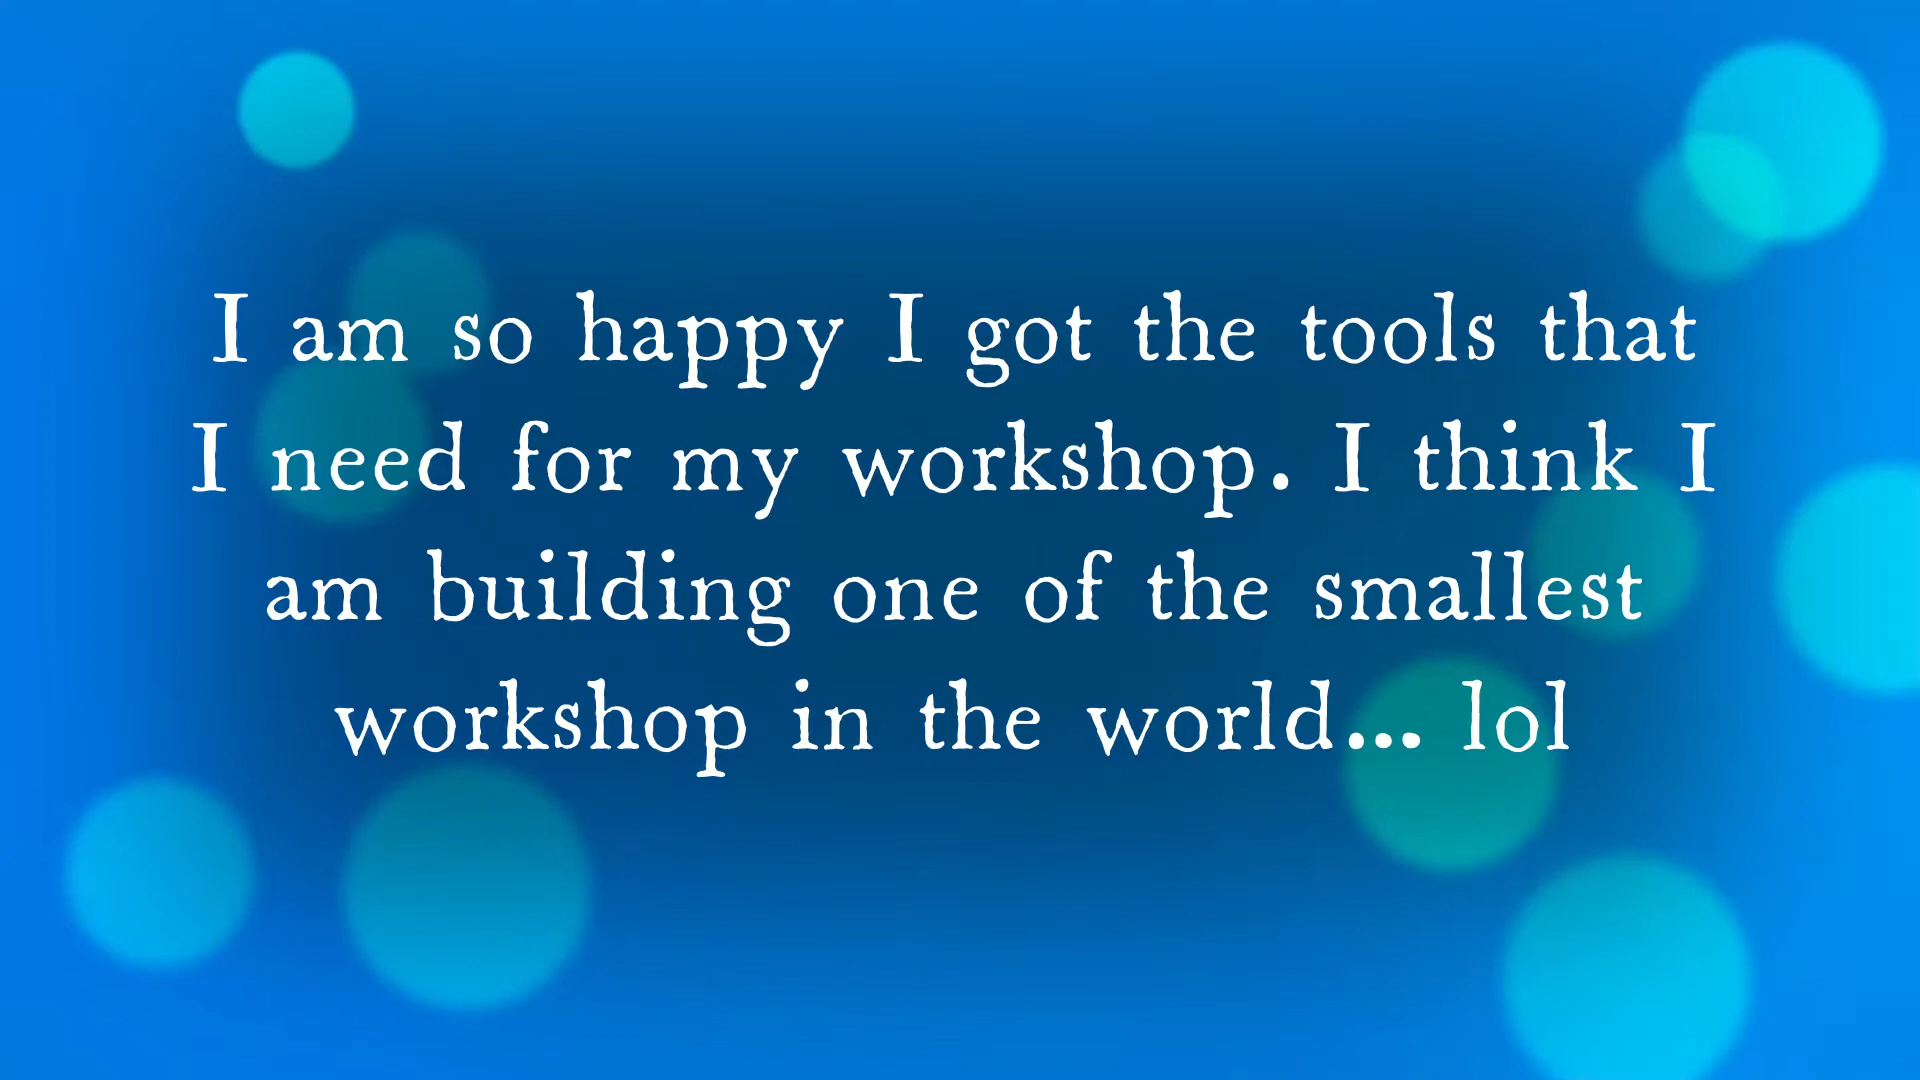 I am so happy I got the tools that
I need for my workshop. I think I
am building one of the smallest
workshop in the world... lol